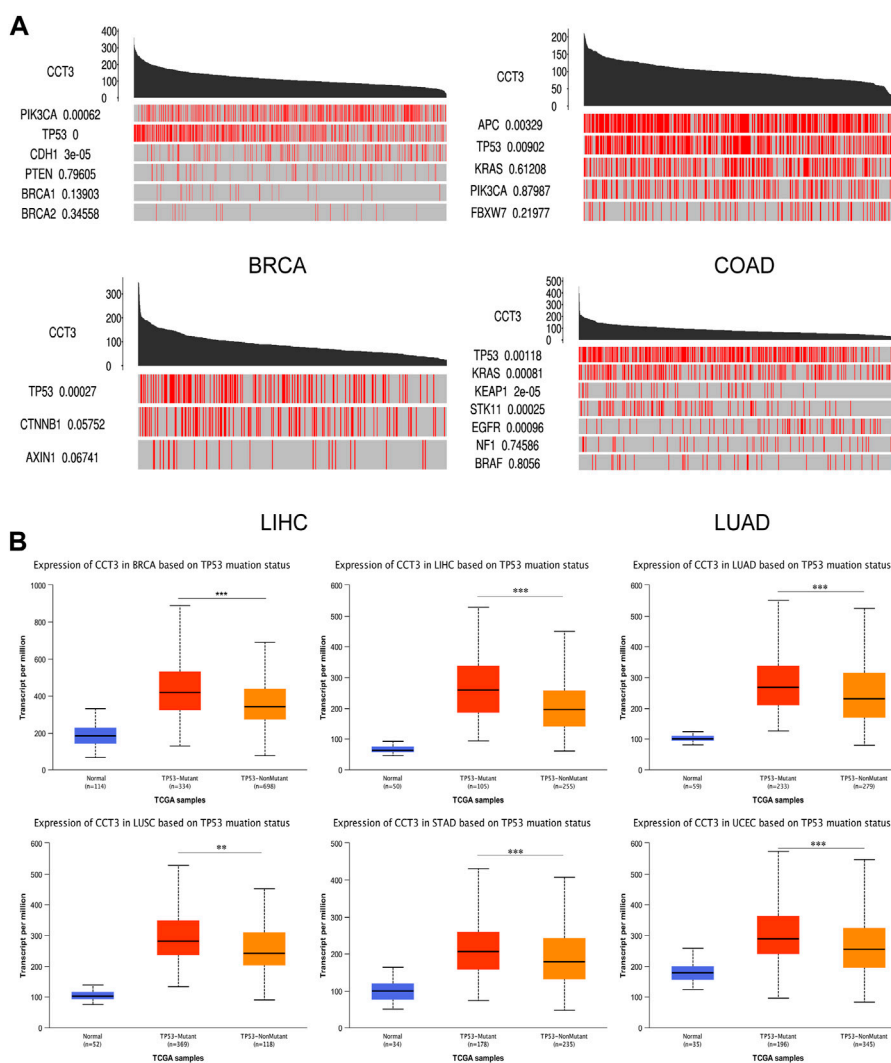 A
400
300
200
100
0
CCT3
PIK3CA 0.00062
TP53 0
CDH1 3e-05
PTEN 0.79605
BRCA1 0.13903
BRCA2 0.34558
BRCA
200
150
100
50
0
CCT3
APC 0.00329
TP53 0.00902
KRAS 0.61208
PIK3CA 0.87987
FBXW7 0.21977
COAD
300
200
100
0
CCT3
TP53 0.00027
CTNNB1 0.05752
AXIN1 0.06741
LIHC
500
400
300
200
100
0
CCT3
TP53 0.00118
KRAS 0.00081
KEAP1 2e-05
STK11 0.00025
EGFR 0.00096
NF1 0.74586
BRAF 0.8056
LUAD
B
Expression of CCT3 in BRCA based on TP53 muation status
Transcript per million
1000
800
600
400
200
0
***
Normal
(n=114)
TP53-Mutant
(n=334)
TP53-NonMutant
(n=698)
TCGA samples
Expression of CCT3 in LIHC based on TP53 muation status
Transcript per million
600
500
400
300
200
100
0
***
Normal
(n=50)
TP53-Mutant
(n=105)
TP53-NonMutant
(n=255)
TCGA samples
Expression of CCT3 in LUAD based on TP53 muation status
Transcript per million
600
500
400
300
200
100
0
***
Normal
(n=59)
TP53-Mutant
(n=233)
TP53-NonMutant
(n=279)
TCGA samples
Expression of CCT3 in LUSC based on TP53 muation status
Transcript per million
600
500
400
300
200
100
0
**
Normal
(n=52)
TP53-Mutant
(n=369)
TP53-NonMutant
(n=118)
TCGA samples
Expression of CCT3 in STAD based on TP53 muation status
Transcript per million
500
400
300
200
100
0
***
Normal
(n=34)
TP53-Mutant
(n=178)
TP53-NonMutant
(n=235)
TCGA samples
Expression of CCT3 in UCEC based on TP53 muation status
Transcript per million
600
500
400
300
200
100
0
***
Normal
(n=35)
TP53-Mutant
(n=196)
TP53-NonMutant
(n=345)
TCGA samples